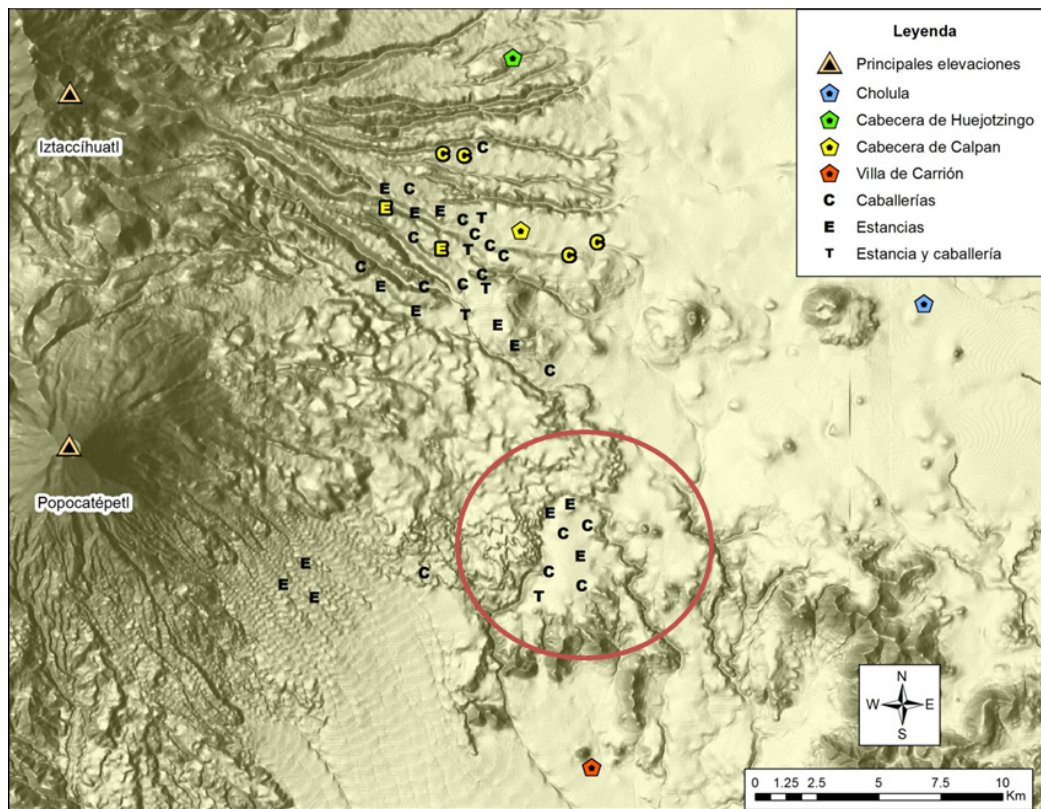 Leyenda
Principales elevaciones
Cholula
Cabecera de Huejotzingo
Cabecera de Calpan
Villa de Carrión
C Caballerías
E Estancias
T Estancia y caballería
Iztaccíhuatl
C C C
E C
E
E E C T
C C
E T C C
C C
C C
E C C T
E T
E
E
C
Popocatépetl
E E
C C
E
E
C C
E E
C
T
N
W E
S
0 1.25 2.5 5 7.5 10
Km